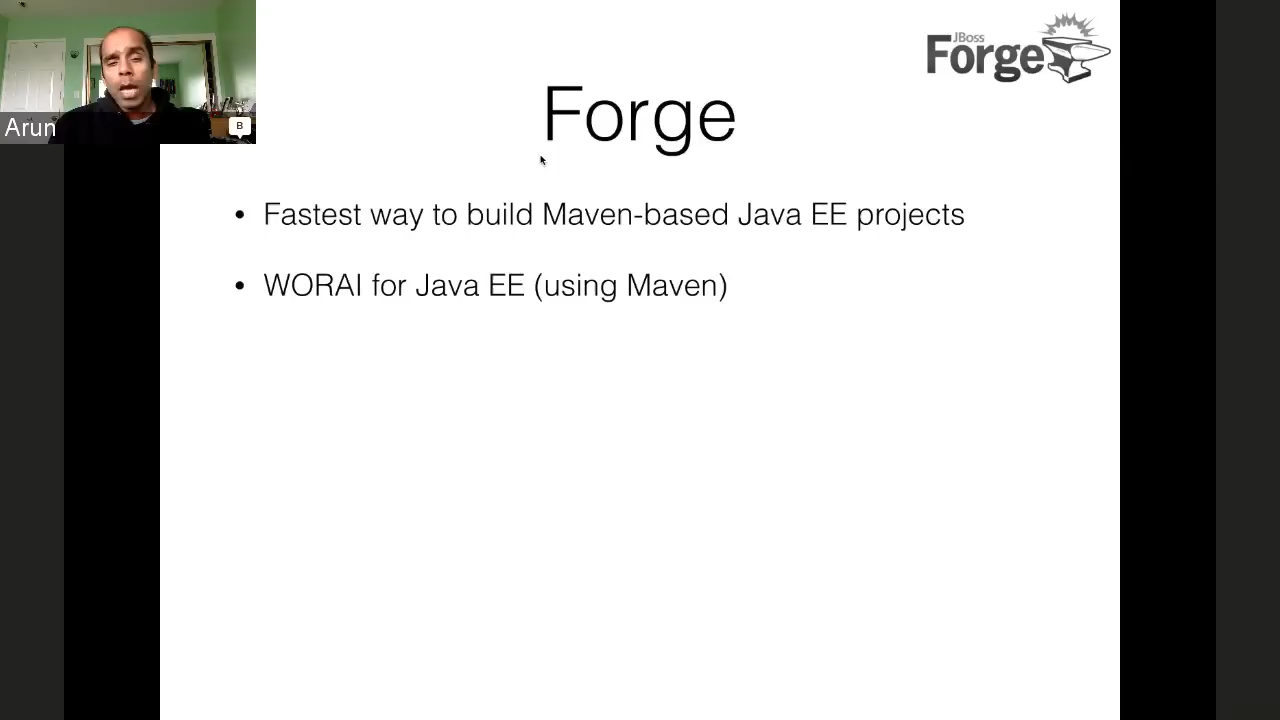 JBoss
Forge
Arun
B
Forge
• Fastest way to build Maven-based Java EE projects
• WORAI for Java EE (using Maven)